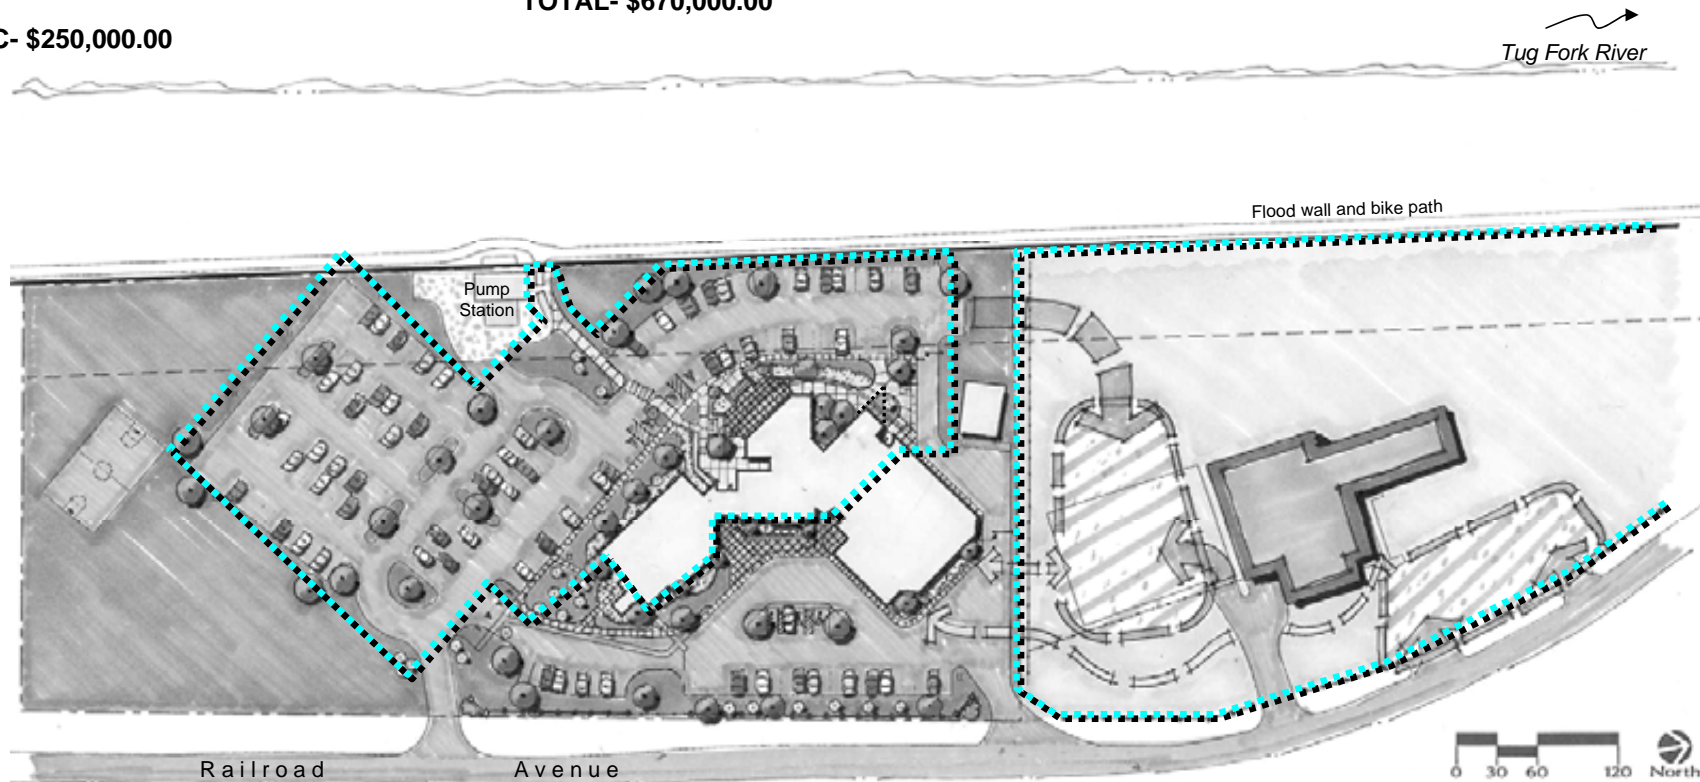 TOTAL- $670,000.00
C- $250,000.00
Tug Fork River
Flood wall and bike path
Pump
Station
Railroad Avenue
0 30 60 120 North